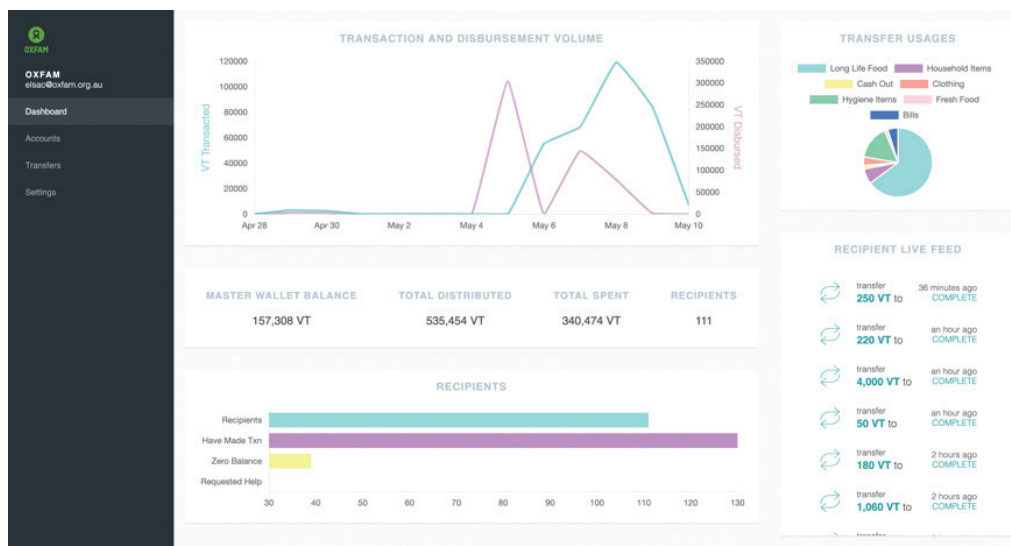 OXFAM
OXFAM
elsac@oxfam.org.au
Dashboard
Accounts
Transfers
Settings
TRANSACTION AND DISBURSEMENT VOLUME
VT Transacted
120000
100000
80000
60000
40000
20000
0
350000
300000
250000
200000
150000
100000
50000
0
VT Disbursed
Apr 28 Apr 30 May 2 May 4 May 6 May 8 May 10
MASTER WALLET BALANCE TOTAL DISTRIBUTED TOTAL SPENT RECIPIENTS
157,308 VT 535,454 VT 340,474 VT 111
RECIPIENTS
Recipients
Have Made Txn
Zero Balance
Requested Help
30 40 50 60 70 80 90 100 110 120 130
TRANSFER USAGES
Long Life Food Household Items
Cash Out Clothing
Hygiene Items Fresh Food
Bills
RECIPIENT LIVE FEED
transfer 36 minutes ago
250 VT to COMPLETE
transfer an hour ago
220 VT to COMPLETE
transfer an hour ago
4,000 VT to COMPLETE
transfer an hour ago
50 VT to COMPLETE
transfer 2 hours ago
180 VT to COMPLETE
transfer 2 hours ago
1,060 VT to COMPLETE